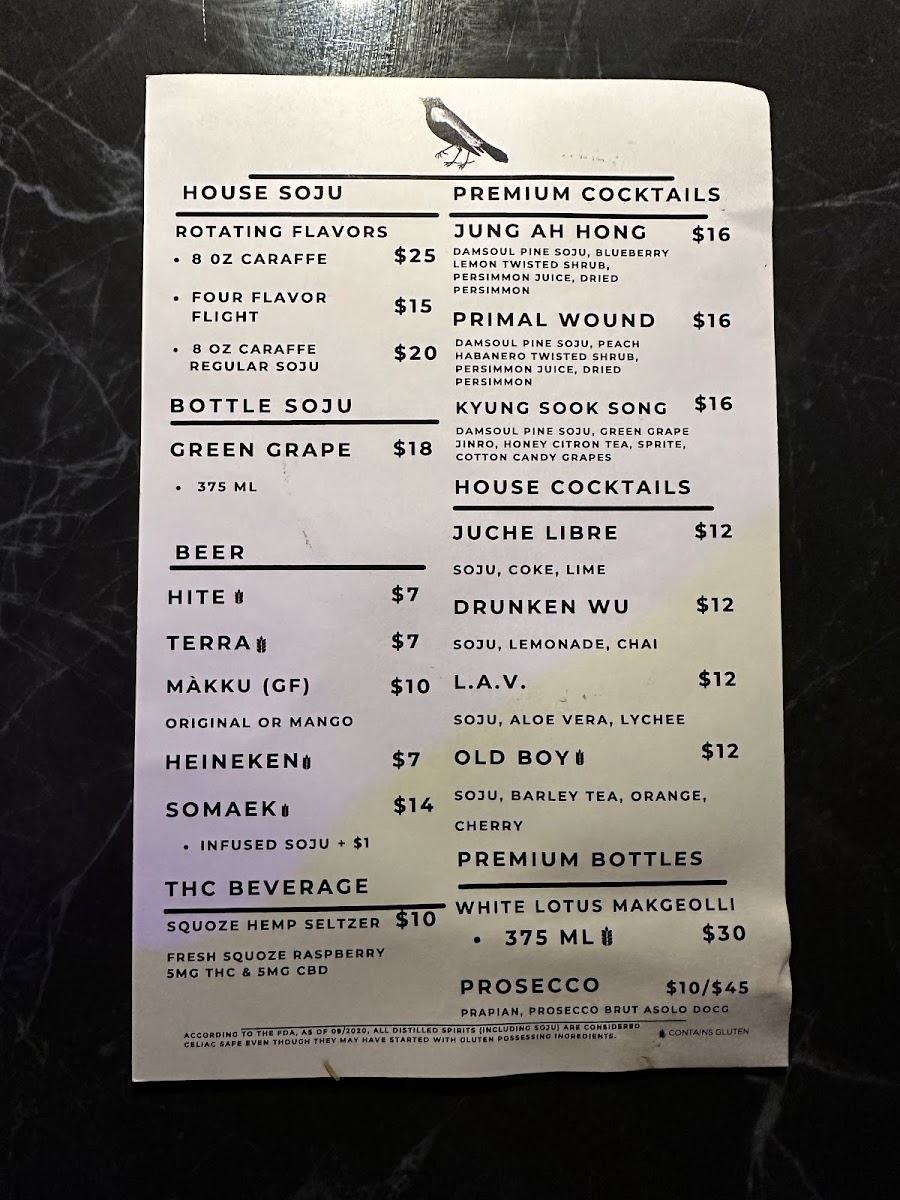 HOUSE SOJU
ROTATING FLAVORS
• 8 OZ CARAFFE $25
• FOUR FLAVOR
FLIGHT $15
• 8 OZ CARAFFE
REGULAR SOJU $20
BOTTLE SOJU
GREEN GRAPE $18
• 375 ML
BEER
HITE $7
TERRA $7
MÀKKU (GF) $10
ORIGINAL OR MANGO
HEINEKEN $7
SOMAEK $14
• INFUSED SOJU + $1
THC BEVERAGE
SQUOZE HEMP SELTZER $10
FRESH SQUOZE RASPBERRY
5MG THC & 5MG CBD
PREMIUM COCKTAILS
JUNG AH HONG $16
DAMSOUL PINE SOJU, BLUEBERRY
LEMON TWISTED SHRUB,
PERSIMMON JUICE, DRIED
PERSIMMON
PRIMAL WOUND $16
DAMSOUL PINE SOJU, PEACH
HABANERO TWISTED SHRUB,
PERSIMMON JUICE, DRIED
PERSIMMON
KYUNG SOOK SONG $16
DAMSOUL PINE SOJU, GREEN GRAPE
JINRO, HONEY CITRON TEA, SPRITE,
COTTON CANDY GRAPES
HOUSE COCKTAILS
JUCHE LIBRE $12
SOJU, COKE, LIME
DRUNKEN WU $12
SOJU, LEMONADE, CHAI
L.A.V. $12
SOJU, ALOE VERA, LYCHEE
OLD BOY $12
SOJU, BARLEY TEA, ORANGE,
CHERRY
PREMIUM BOTTLES
WHITE LOTUS MAKGEOLLI
• 375 ML $30
PROSECCO $10/$45
PRAPIAN, PROSECCO BRUT ASOLO DOCG
ACCORDING TO THE FDA, AS OF 09/2020, ALL DISTILLED SPIRITS (INCLUDING SOJU) ARE CONSIDERED
CELIAC SAFE EVEN THOUGH THEY MAY HAVE STARTED WITH GLUTEN POSSESSING INGREDIENTS.
CONTAINS GLUTEN